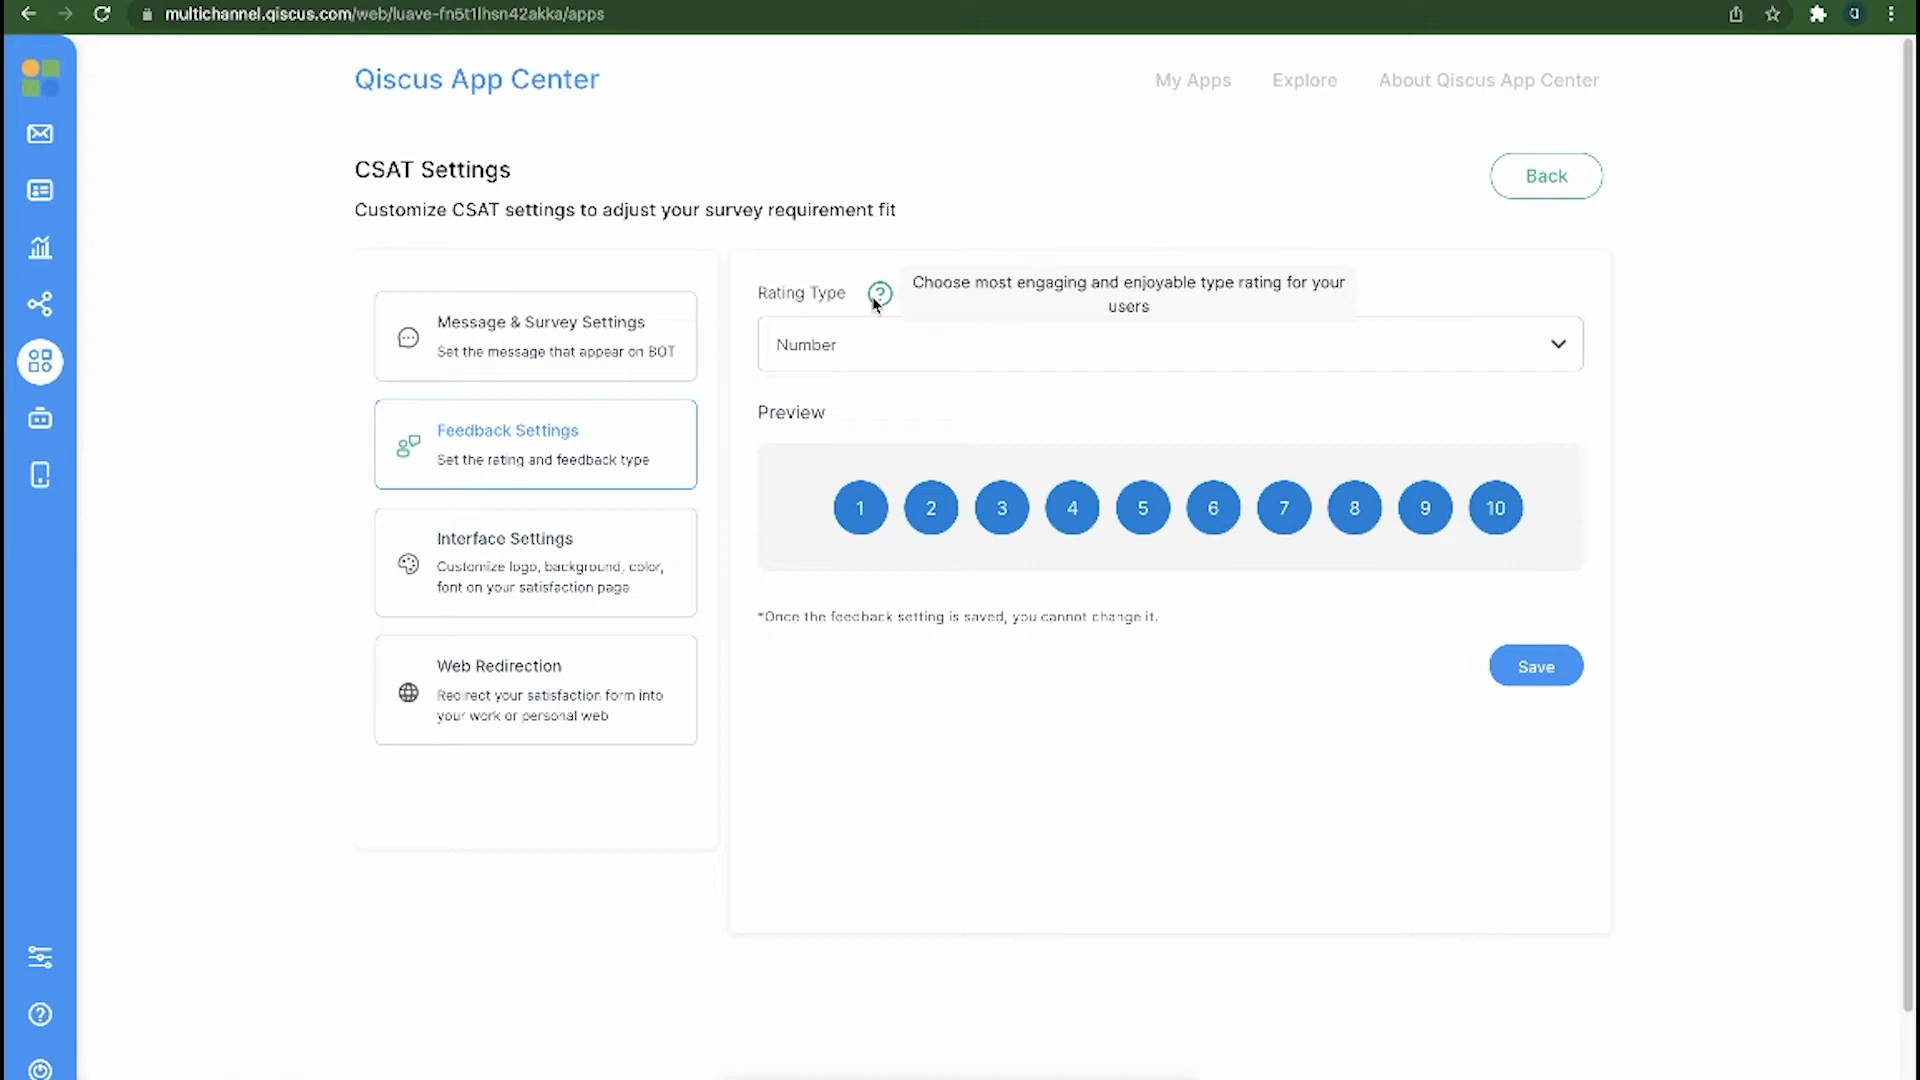 multichannel.qiscus.com/web/luave-fn5t1lhsn42akka/apps
Qiscus App Center
My Apps
Explore
About Qiscus App Center
CSAT Settings
Back
Customize CSAT settings to adjust your survey requirement fit
Message & Survey Settings
Set the message that appear on BOT
Feedback Settings
Set the rating and feedback type
Interface Settings
Customize logo, background, color,
font on your satisfaction page
Web Redirection
Redirect your satisfaction form into
your work or personal web
Rating Type
?
Choose most engaging and enjoyable type rating for your
users
Number
Preview
1 2 3 4 5 6 7 8 9 10
*Once the feedback setting is saved, you cannot change it.
Save